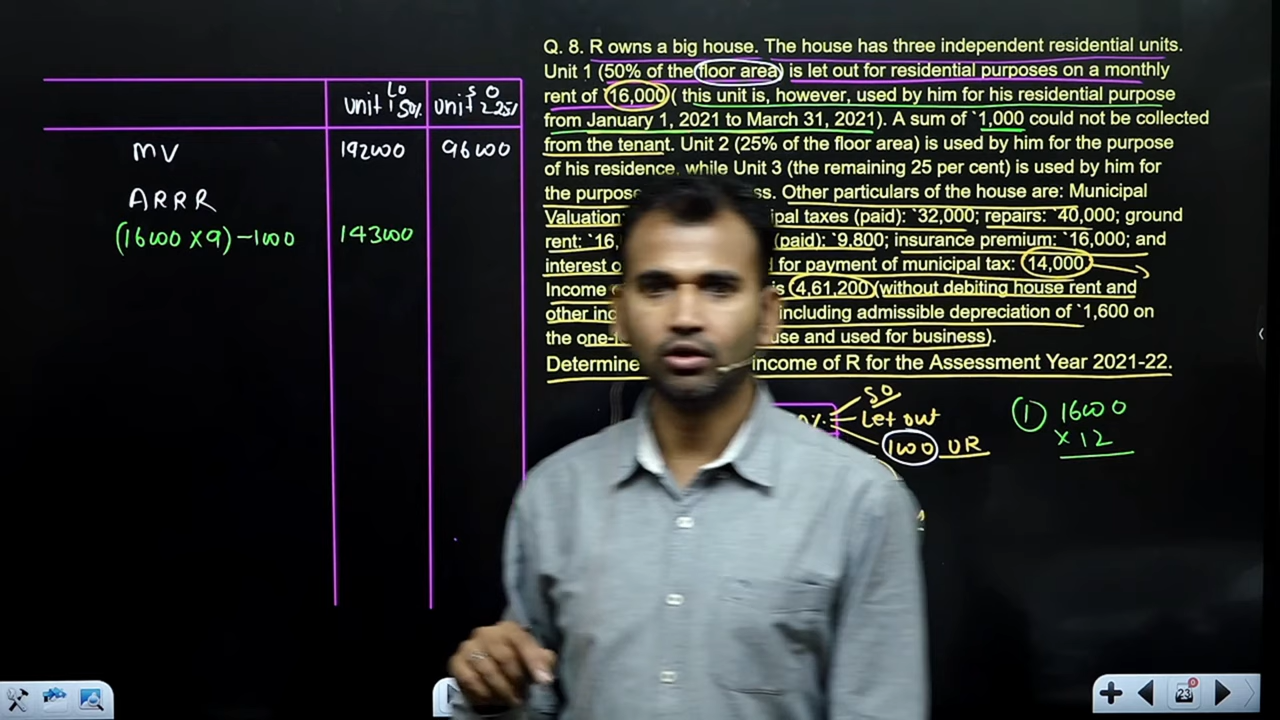 Q. 8. R owns a big house. The house has three independent residential units.
Unit 1 (50% of the floor area) is let out for residential purposes on a monthly
rent of `16,000 ( this unit is, however, used by him for his residential purpose
from January 1, 2021 to March 31, 2021). A sum of `1,000 could not be collected
from the tenant. Unit 2 (25% of the floor area) is used by him for the purpose
of his residence, while Unit 3 (the remaining 25 per cent) is used by him for
the Other particulars of the house are: Municipal
Valuation taxes (paid): `32,000; repairs: `40,000; ground
rent: (paid): `9,800; insurance premium: `16,000; and
interest for payment of municipal tax: 14,000
Income 4,61,200 (without debiting house rent and
other including admissible depreciation of `1,600 on
the and used for business).
Determine income of R for the Assessment Year 2021-22.
LO SO
Unit 1 50% Unit 2 25%
MV 192000 96000
ARRR
(16000 × 9) - 1000 143000
SO
Let out
1000 UR
① 16000
× 12
23